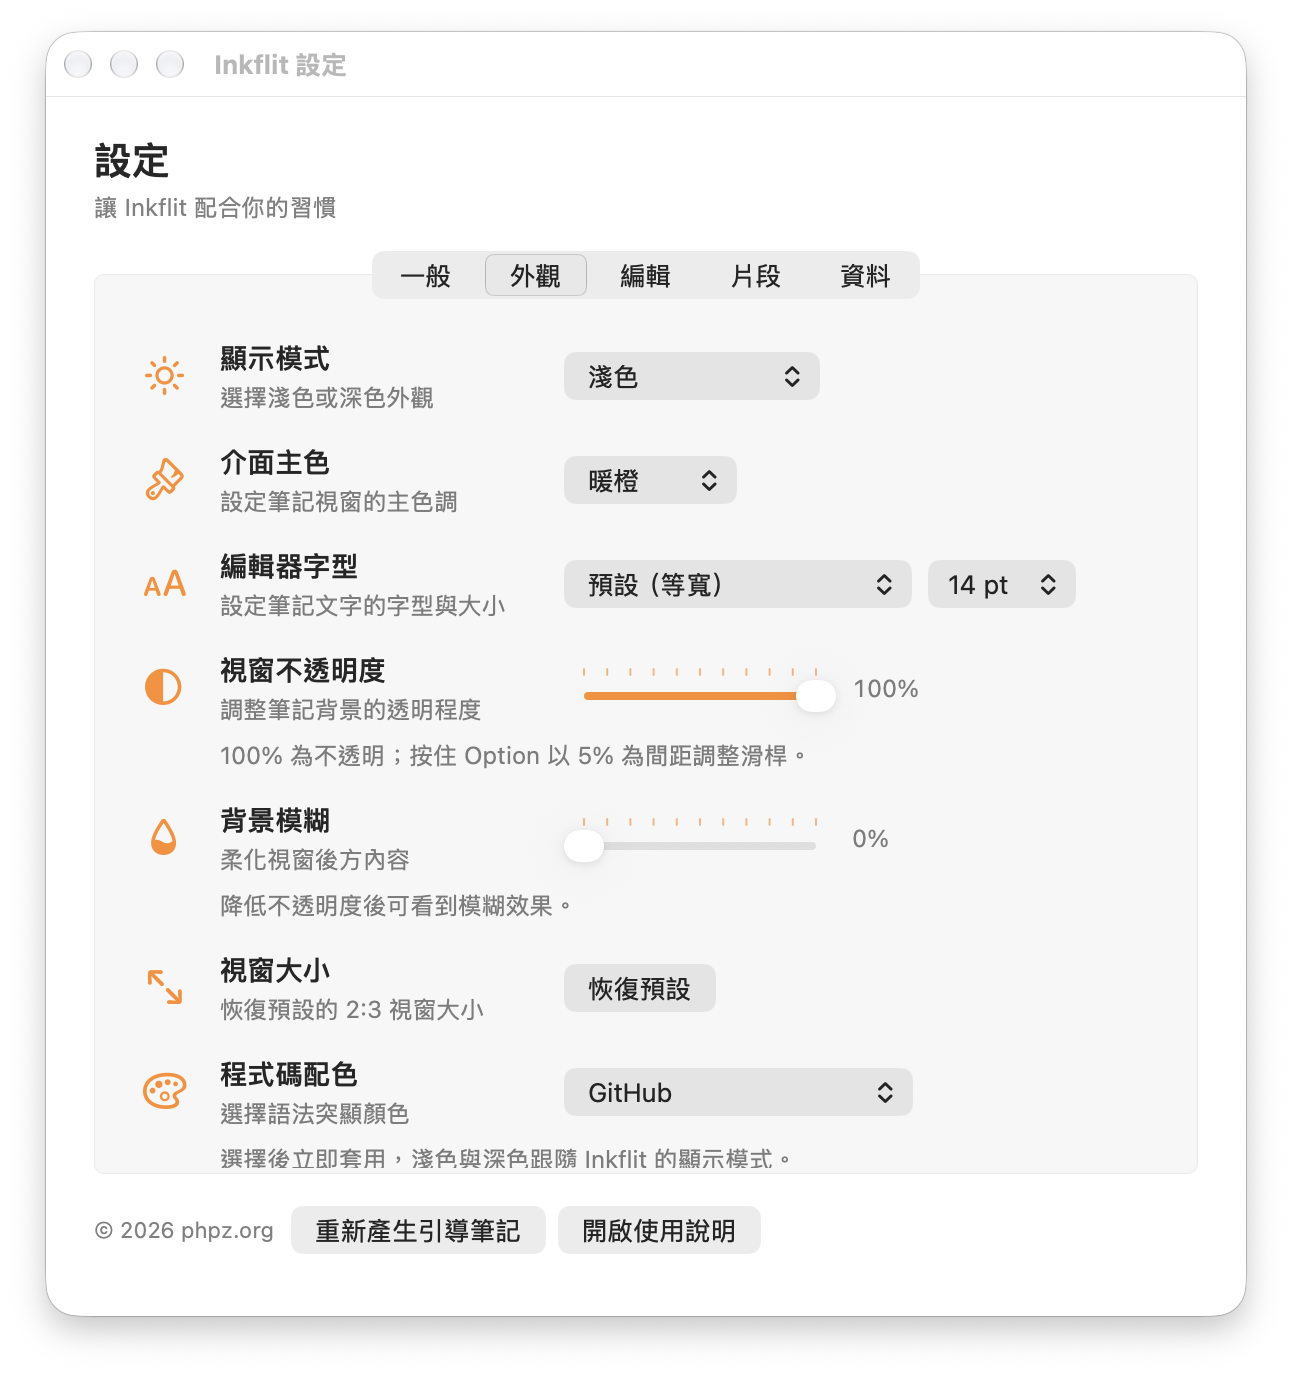 Inkflit 設定
設定
讓 Inkflit 配合你的習慣
一般 外觀 編輯 片段 資料
顯示模式
選擇淺色或深色外觀
淺色
介面主色
設定筆記視窗的主色調
暖橙
編輯器字型
設定筆記文字的字型與大小
預設（等寬） 14 pt
視窗不透明度
調整筆記背景的透明程度
100%
100% 為不透明；按住 Option 以 5% 為間距調整滑桿。
背景模糊
柔化視窗後方內容
0%
降低不透明度後可看到模糊效果。
視窗大小
恢復預設的 2:3 視窗大小
恢復預設
程式碼配色
選擇語法突顯顏色
GitHub
選擇後立即套用，淺色與深色跟隨 Inkflit 的顯示模式。
© 2026 phpz.org 重新產生引導筆記 開啟使用說明